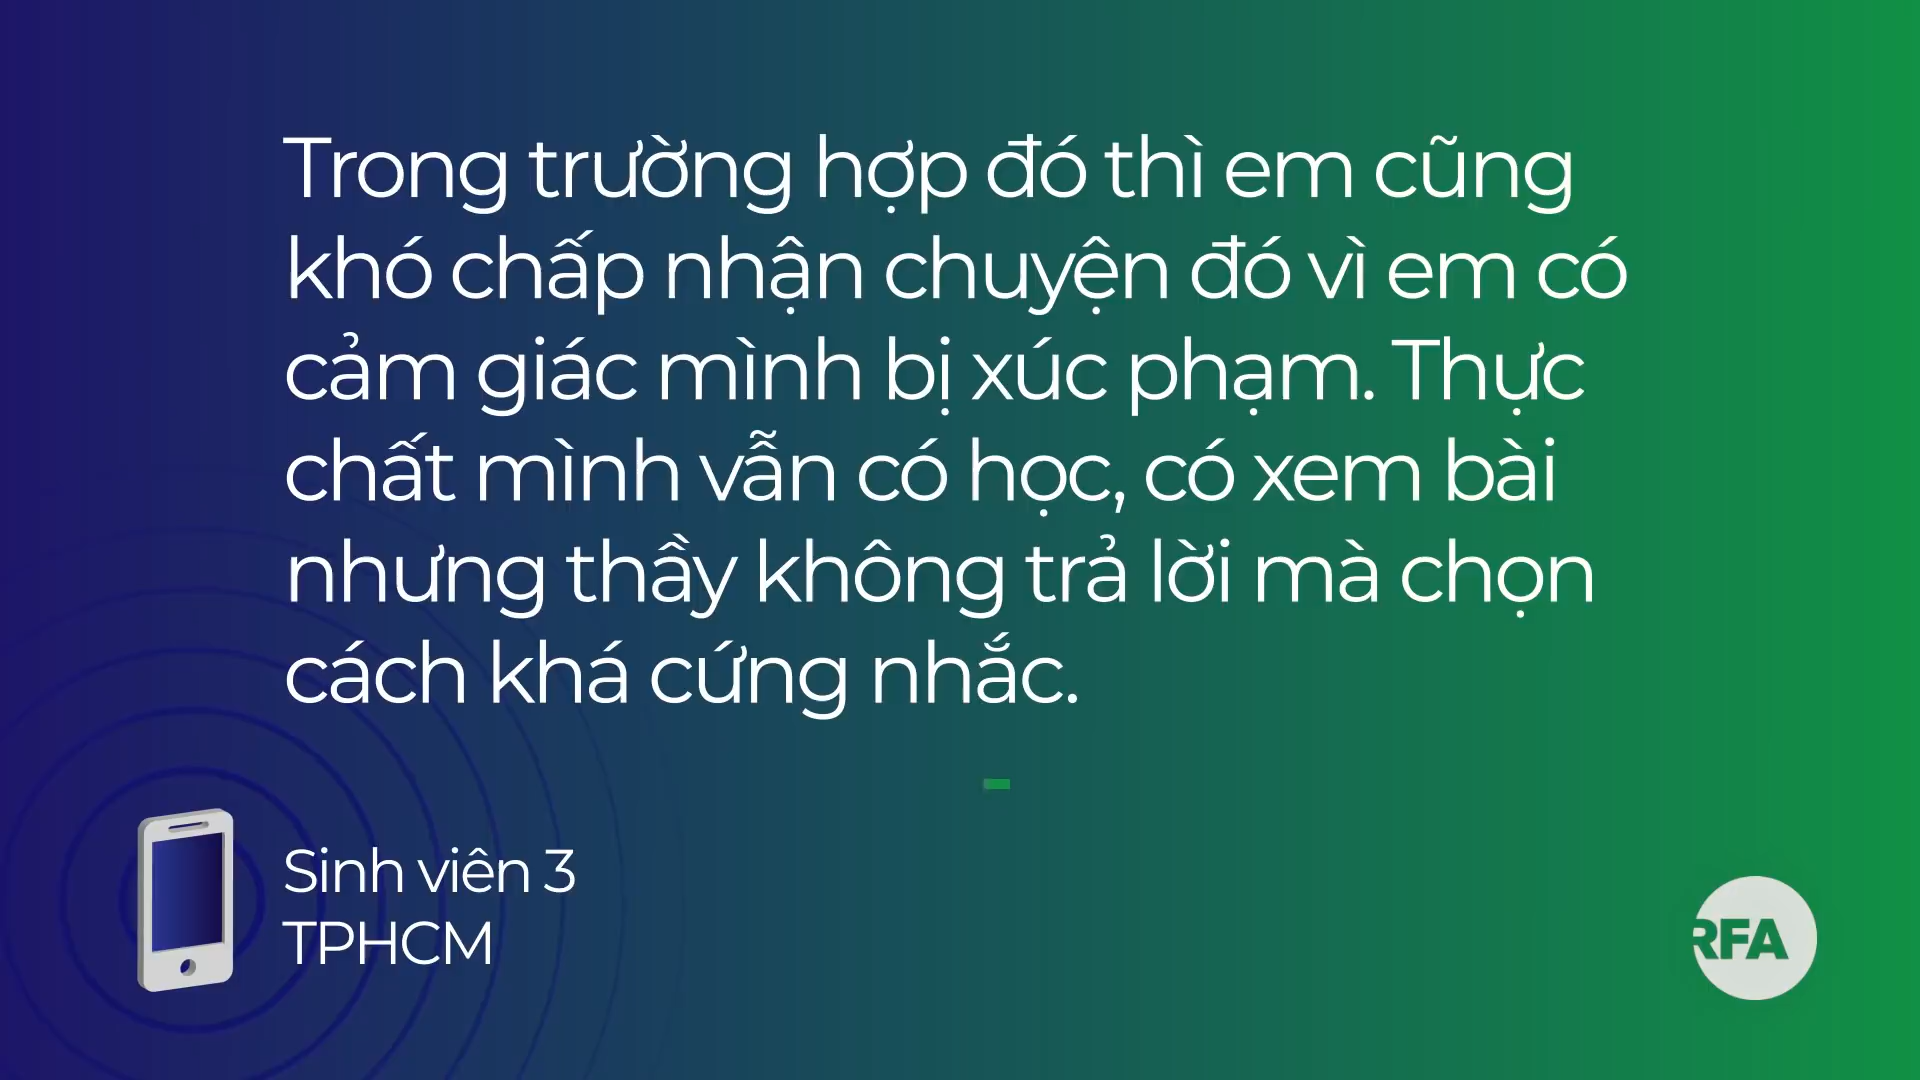 Trong trường hợp đó thì em cũng
khó chấp nhận chuyện đó vì em có
cảm giác mình bị xúc phạm. Thực
chất mình vẫn có học, có xem bài
nhưng thầy không trả lời mà chọn
cách khá cứng nhắc.
Sinh viên 3
TPHCM
RFA